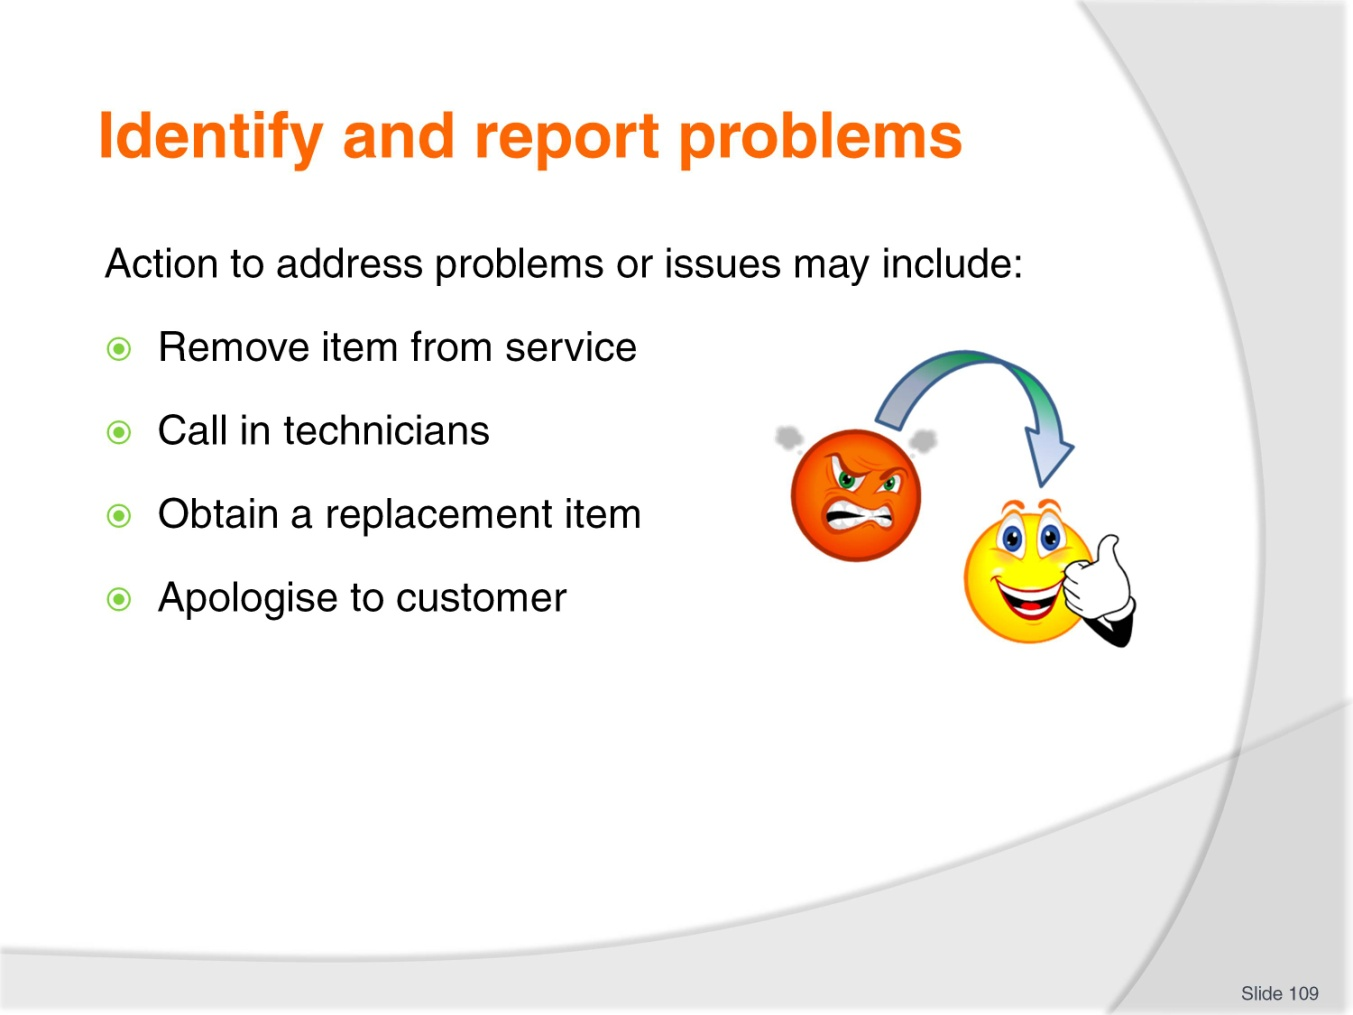 Identify and report problems
Action to address problems or issues may include:
Remove item from service
Call in technicians
Obtain a replacement item
Apologise to customer
Slide 109